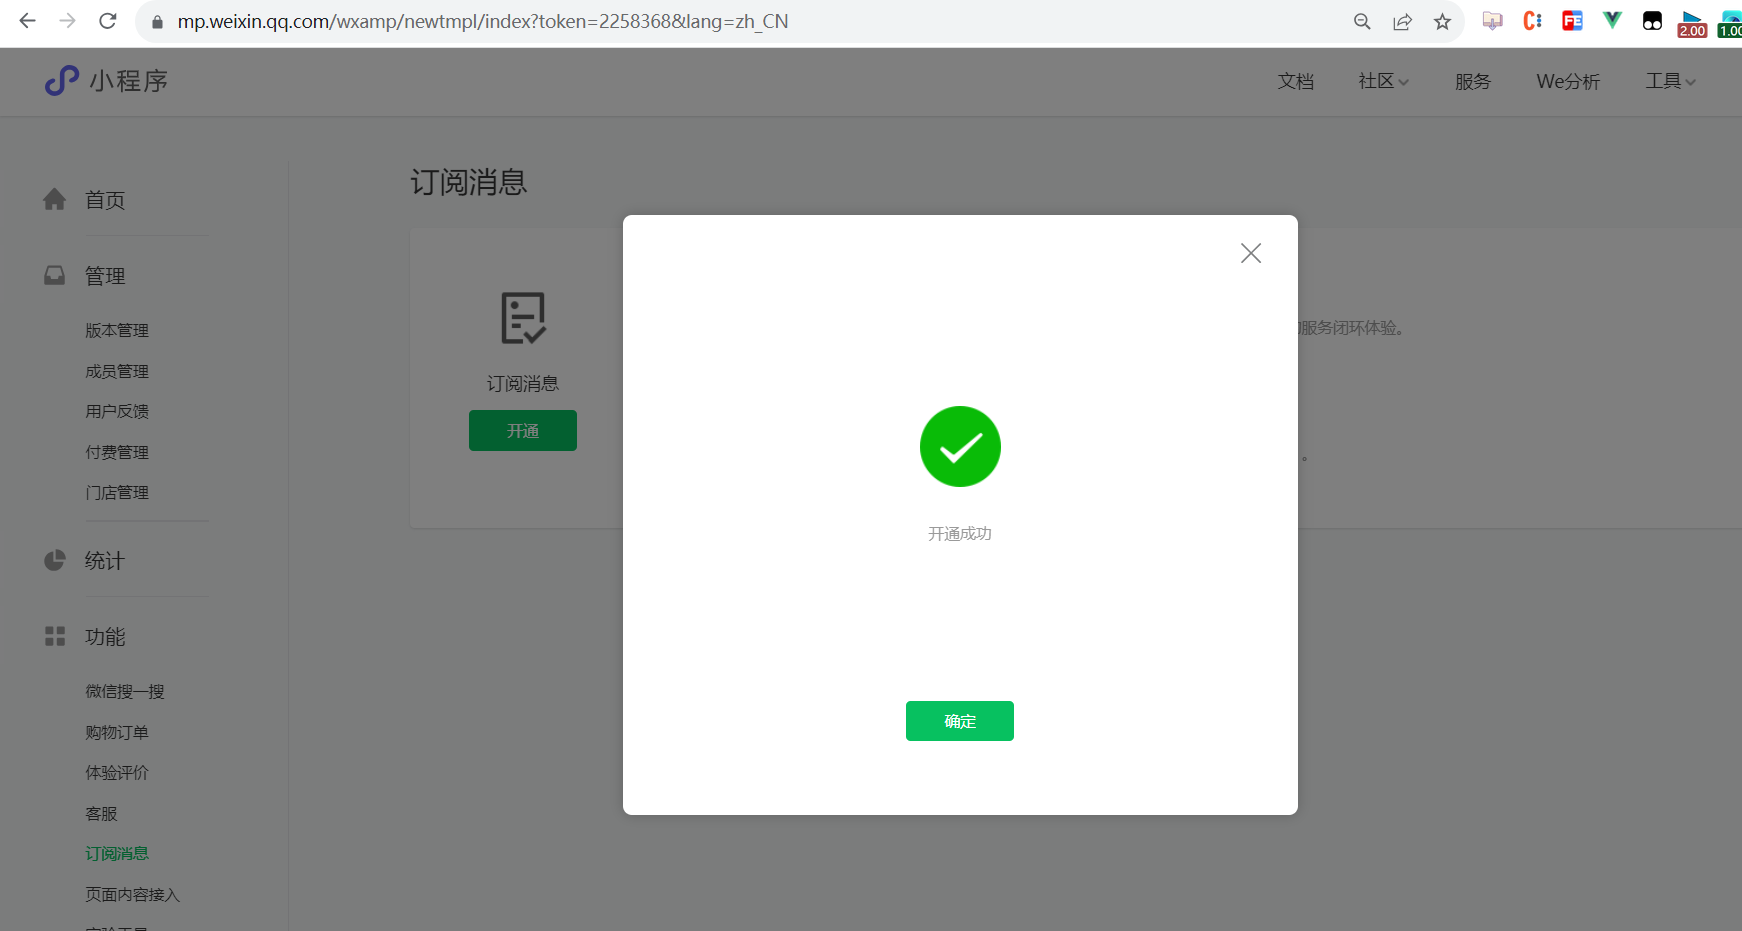 mp.weixin.qq.com/wxamp/newtmpl/index?token=2258368&lang=zh_CN
FE
2.00
小程序
文档
社区
服务
We分析
工具
首页
管理
版本管理
成员管理
用户反馈
付费管理
门店管理
统计
功能
微信搜一搜
购物订单
体验评价
客服
订阅消息
页面内容接入
订阅消息
订阅消息
开通
服务闭环体验。
。
开通成功
确定